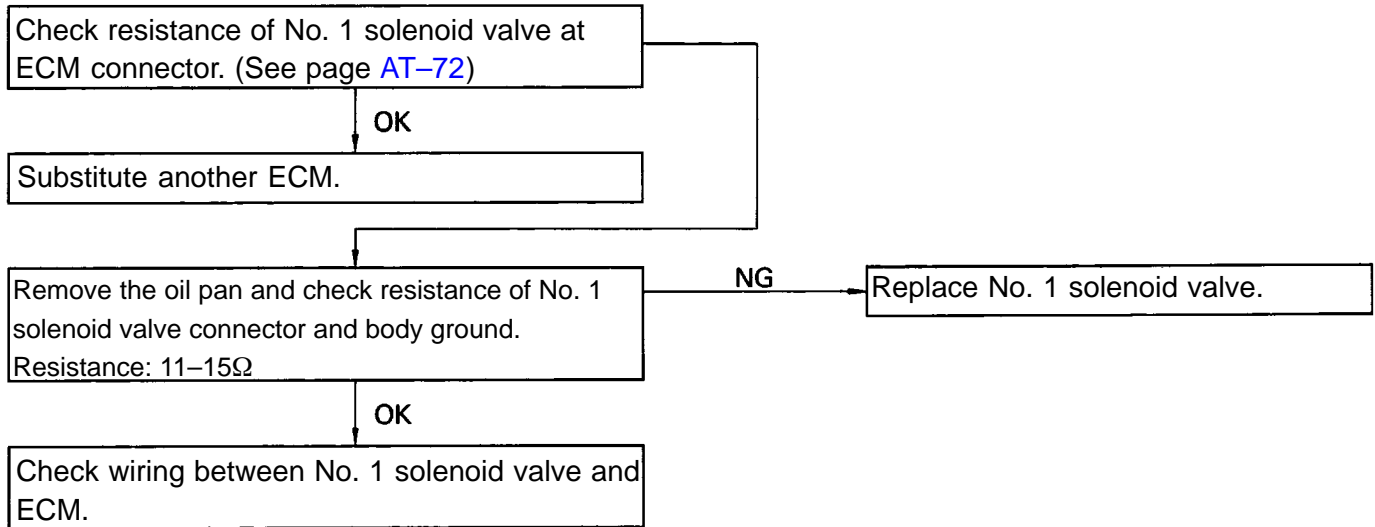 Check resistance of No. 1 solenoid valve at
ECM connector. (See page AT–72)
OK
Substitute another ECM.
Remove the oil pan and check resistance of No. 1
solenoid valve connector and body ground.
Resistance: 11–15Ω
NG
Replace No. 1 solenoid valve.
OK
Check wiring between No. 1 solenoid valve and
ECM.